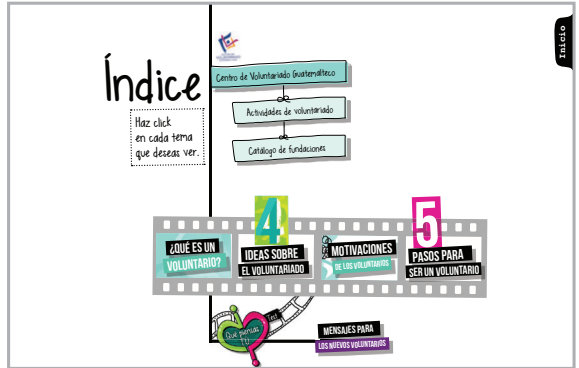 Inicio
Índice
Haz click
en cada tema
que deseas ver.
Centro de Voluntariado Guatemalteco
Actividades de voluntariado
Catálogo de fundaciones
¿QUÉ ES UN
VOLUNTARIO?
4
IDEAS SOBRE
EL VOLUNTARIADO
MOTIVACIONES
DE LOS VOLUNTARIOS
5
PASOS PARA
SER UN VOLUNTARIO
Qué piensas
TÚ
Test
MENSAJES PARA
LOS NUEVOS VOLUNTARIOS